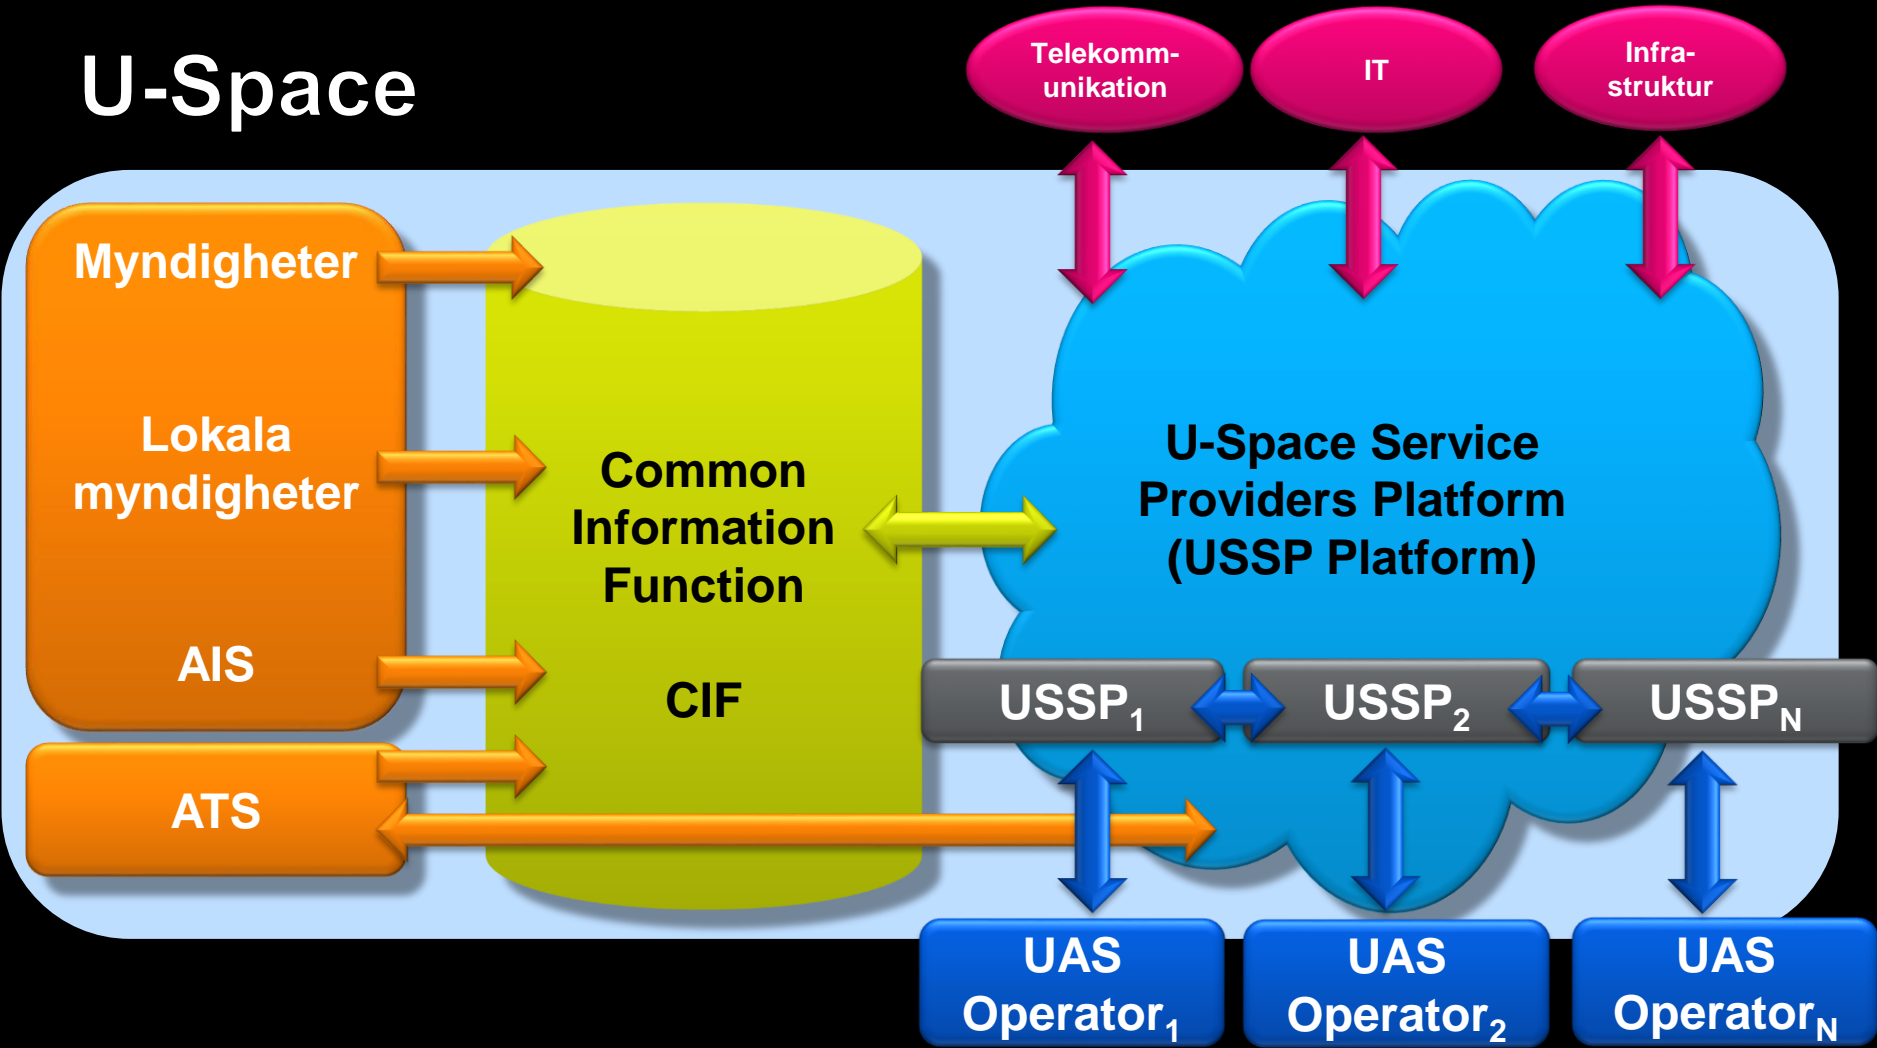 U-Space
Telekomm-
unikation
IT
Infra-
struktur
Myndigheter
Lokala
myndigheter
AIS
ATS
Common
Information
Function
CIF
U-Space Service
Providers Platform
(USSP Platform)
USSP1
USSP2
USSPN
UAS
Operator1
UAS
Operator2
UAS
OperatorN